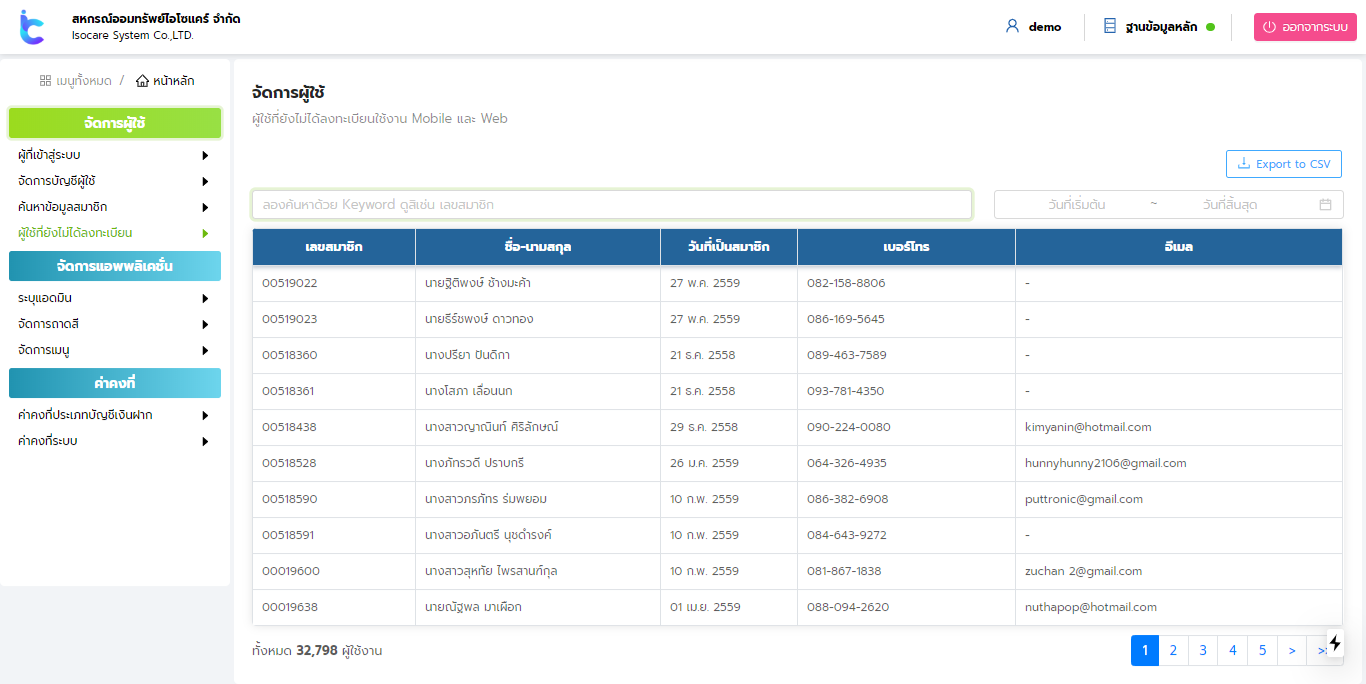 สหกรณ์ออมทรัพย์ไอโซแคร์ จำกัด
Isocare System Co.,LTD.
demo
ฐานข้อมูลหลัก
ออกจากระบบ
เมนูทั้งหมด / หน้าหลัก
จัดการผู้ใช้
ผู้ที่เข้าสู่ระบบ
จัดการบัญชีผู้ใช้
ค้นหาข้อมูลสมาชิก
ผู้ใช้ที่ยังไม่ได้ลงทะเบียน
จัดการแอพพลิเคชั่น
ระบุแอดมิน
จัดการถาดสี
จัดการเมนู
ค่าคงที่
ค่าคงที่ประเภทบัญชีเงินฝาก
ค่าคงที่ระบบ
จัดการผู้ใช้
ผู้ใช้ที่ยังไม่ได้ลงทะเบียนใช้งาน Mobile และ Web
Export to CSV
ลองค้นหาด้วย Keyword ดูสิเช่น เลขสมาชิก
วันที่เริ่มต้น ~ วันที่สิ้นสุด
เลขสมาชิก ชื่อ-นามสกุล วันที่เป็นสมาชิก เบอร์โทร อีเมล
00519022 นายฐิติพงษ์ ช้างมะค้า 27 พ.ค. 2559 082-158-8806 -
00519023 นายธีร์ชพงษ์ ดาวทอง 27 พ.ค. 2559 086-169-5645 -
00518360 นางปรียา ปันดิกา 21 ธ.ค. 2558 089-463-7589 -
00518361 นางโสภา เลื่อนนก 21 ธ.ค. 2558 093-781-4350 -
00518438 นางสาวญาณินท์ ศิริลักษณ์ 29 ธ.ค. 2558 090-224-0080 kimyanin@hotmail.com
00518528 นางภัทรวดี ปราบกรี 26 ม.ค. 2559 064-326-4935 hunnyhunny2106@gmail.com
00518590 นางสาวภรภัทร ร่มพยอม 10 ก.พ. 2559 086-382-6908 puttronic@gmail.com
00518591 นางสาวอภันตรี นุชดำรงค์ 10 ก.พ. 2559 084-643-9272 -
00019600 นางสาวสุหทัย ไพรสานฑ์กุล 10 ก.พ. 2559 081-867-1838 zuchan 2@gmail.com
00019638 นายณัฐพล มาเผือก 01 เม.ย. 2559 088-094-2620 nuthapop@hotmail.com
ทั้งหมด 32,798 ผู้ใช้งาน
1 2 3 4 5 > >>